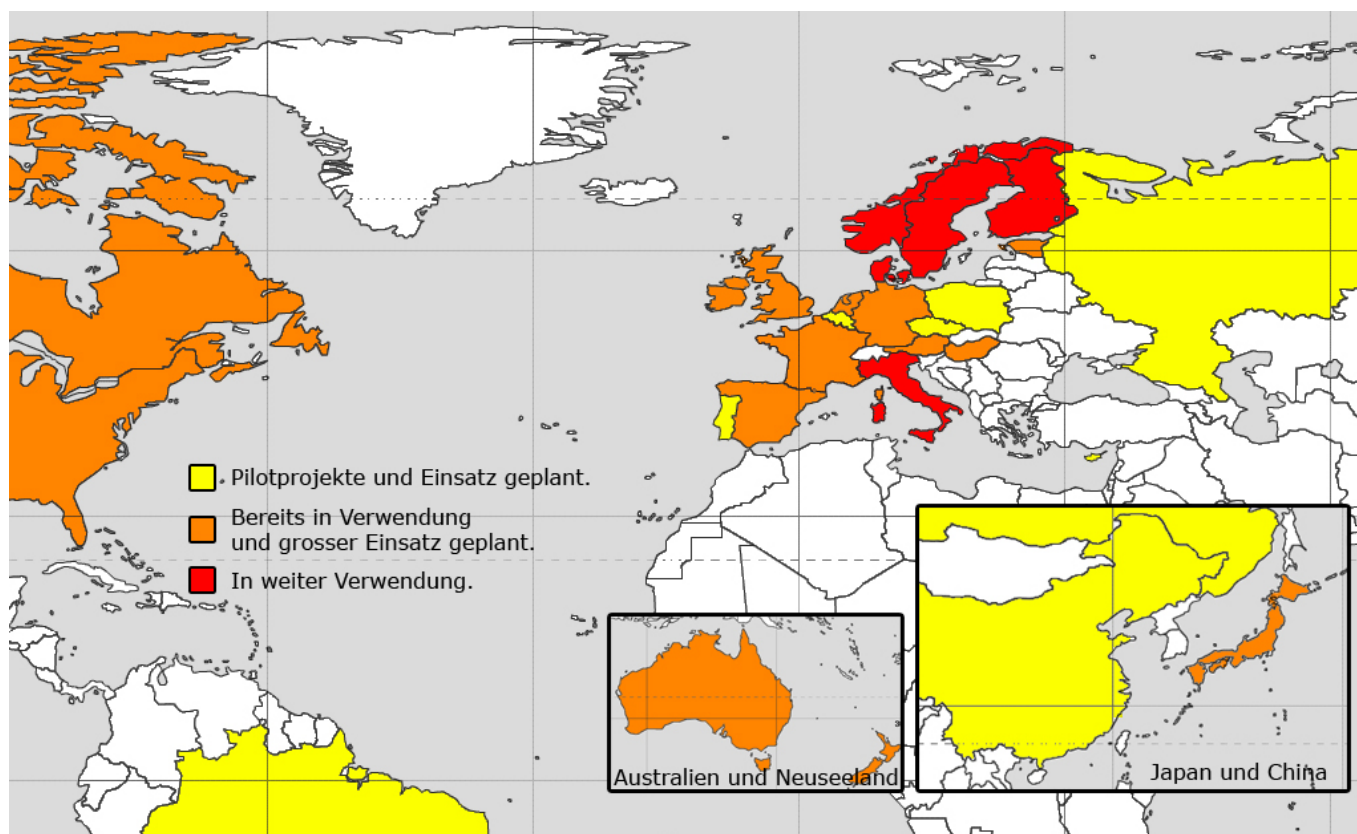 Pilotprojekte und Einsatz geplant.
Bereits in Verwendung
und grosser Einsatz geplant.
In weiter Verwendung.
Australien und Neuseeland
Japan und China